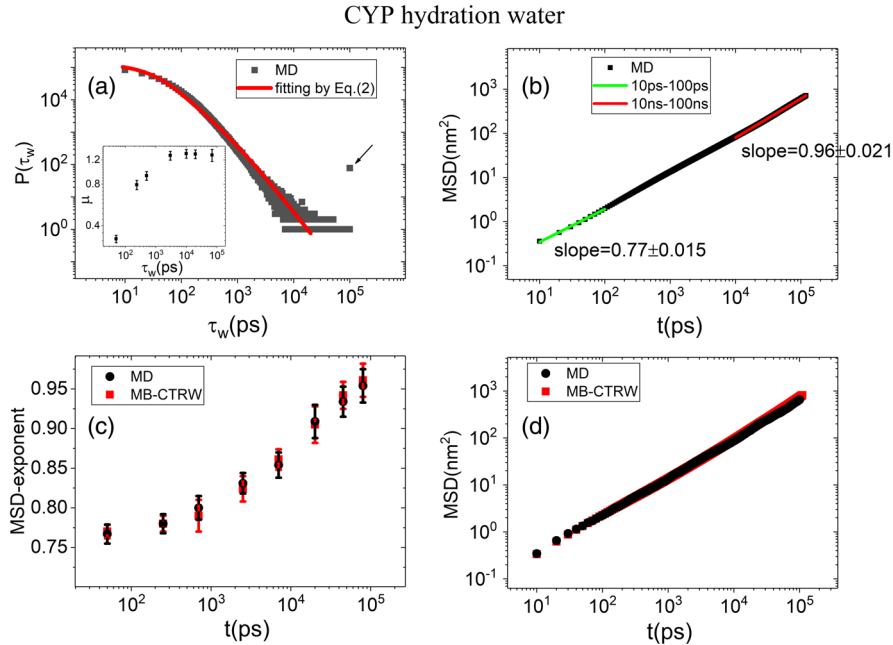 CYP hydration water
(a)
MD
fitting by Eq.(2)
10⁴
10²
10⁰
P(τw)
10¹ 10² 10³ 10⁴ 10⁵
τw(ps)
1.2
0.8
0.4
μ
10² 10³ 10⁴ 10⁵
τw(ps)
(b)
MD
10ps-100ps
10ns-100ns
10³
10²
10¹
10⁰
10⁻¹
MSD(nm²)
slope=0.96±0.021
slope=0.77±0.015
10¹ 10² 10³ 10⁴ 10⁵
t(ps)
(c)
MD
MB-CTRW
0.95
0.90
0.85
0.80
0.75
MSD-exponent
10² 10³ 10⁴ 10⁵
t(ps)
(d)
MD
MB-CTRW
10³
10²
10¹
10⁰
10⁻¹
MSD(nm²)
10¹ 10² 10³ 10⁴ 10⁵
t(ps)